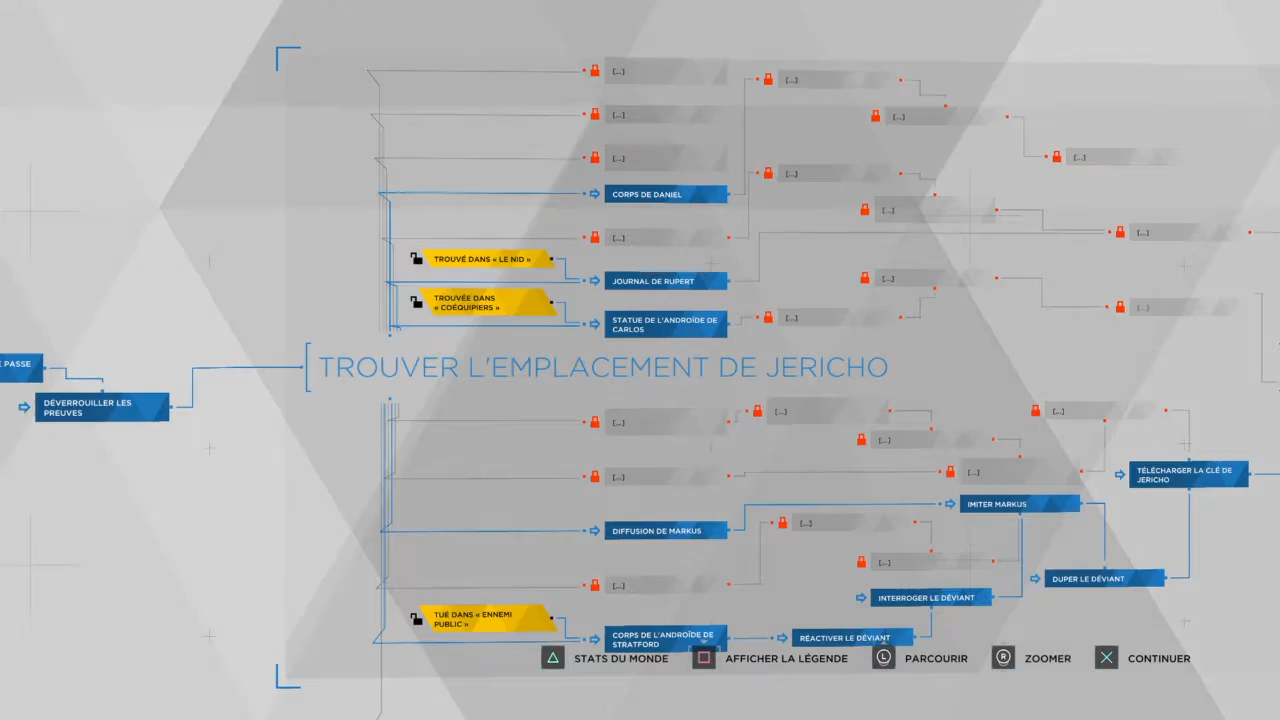 [...]
[...]
[...]
[...]
[...]
[...]
CORPS DE DANIEL
[...]
[...]
[...]
[...]
TROUVÉ DANS « LE NID »
JOURNAL DE RUPERT
[...]
[...]
TROUVÉE DANS
« COÉQUIPIERS »
STATUE DE L'ANDROÏDE DE
CARLOS
[...]
E PASSE
TROUVER L'EMPLACEMENT DE JERICHO
DÉVERROUILLER LES
PREUVES
[...]
[...]
[...]
[...]
[...]
[...]
TÉLÉCHARGER LA CLÉ DE
JERICHO
IMITER MARKUS
DIFFUSION DE MARKUS
[...]
[...]
DUPER LE DÉVIANT
[...]
INTERROGER LE DÉVIANT
TUÉ DANS « ENNEMI
PUBLIC »
CORPS DE L'ANDROÏDE DE
STRATFORD
RÉACTIVER LE DÉVIANT
STATS DU MONDE
AFFICHER LA LÉGENDE
L
PARCOURIR
R
ZOOMER
CONTINUER